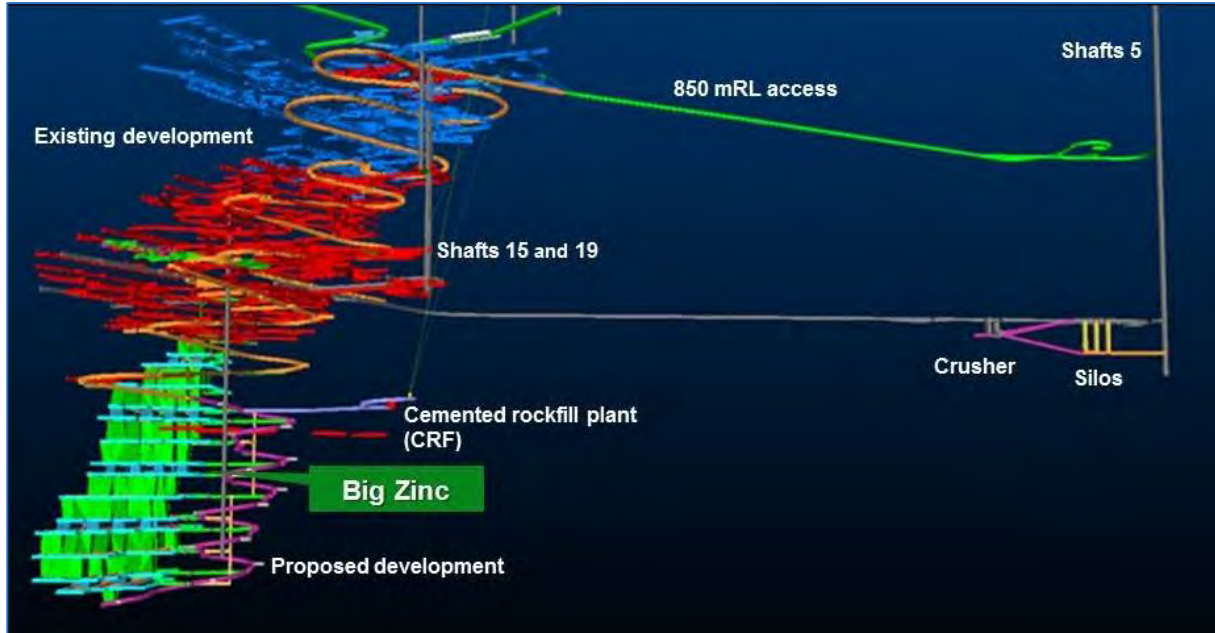 Shafts 5
850 mRL access
Existing development
Shafts 15 and 19
Crusher
Silos
Cemented rockfill plant
(CRF)
Big Zinc
Proposed development